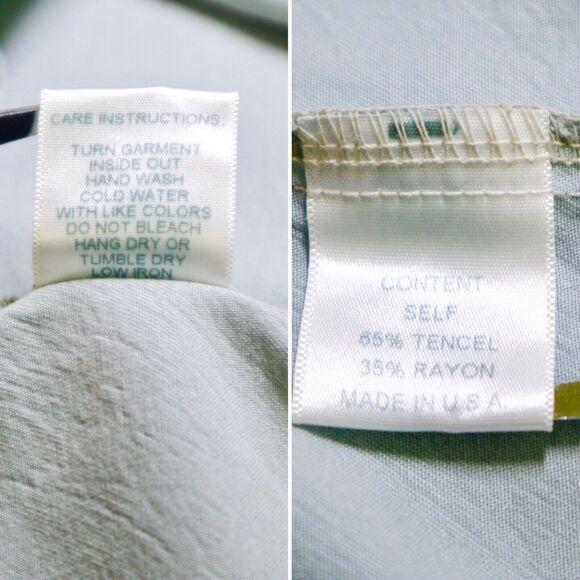 CARE INSTRUCTIONS:
TURN GARMENT
INSIDE OUT
HAND WASH
COLD WATER
WITH LIKE COLORS
DO NOT BLEACH
HANG DRY OR
TUMBLE DRY
LOW IRON
CONTENT
SELF
65% TENCEL
35% RAYON
MADE IN U.S.A